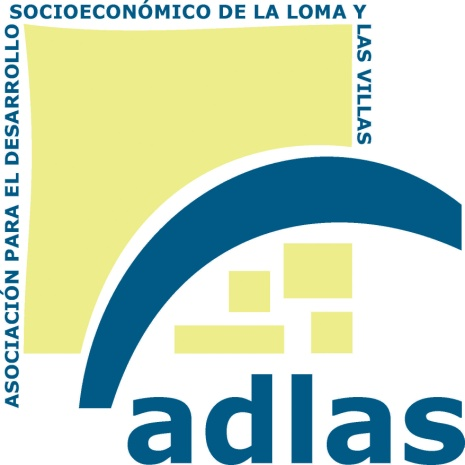 ASOCIACIÓN PARA EL DESARROLLO
SOCIOECONÓMICO DE LA LOMA Y
LAS VILLAS
adlas